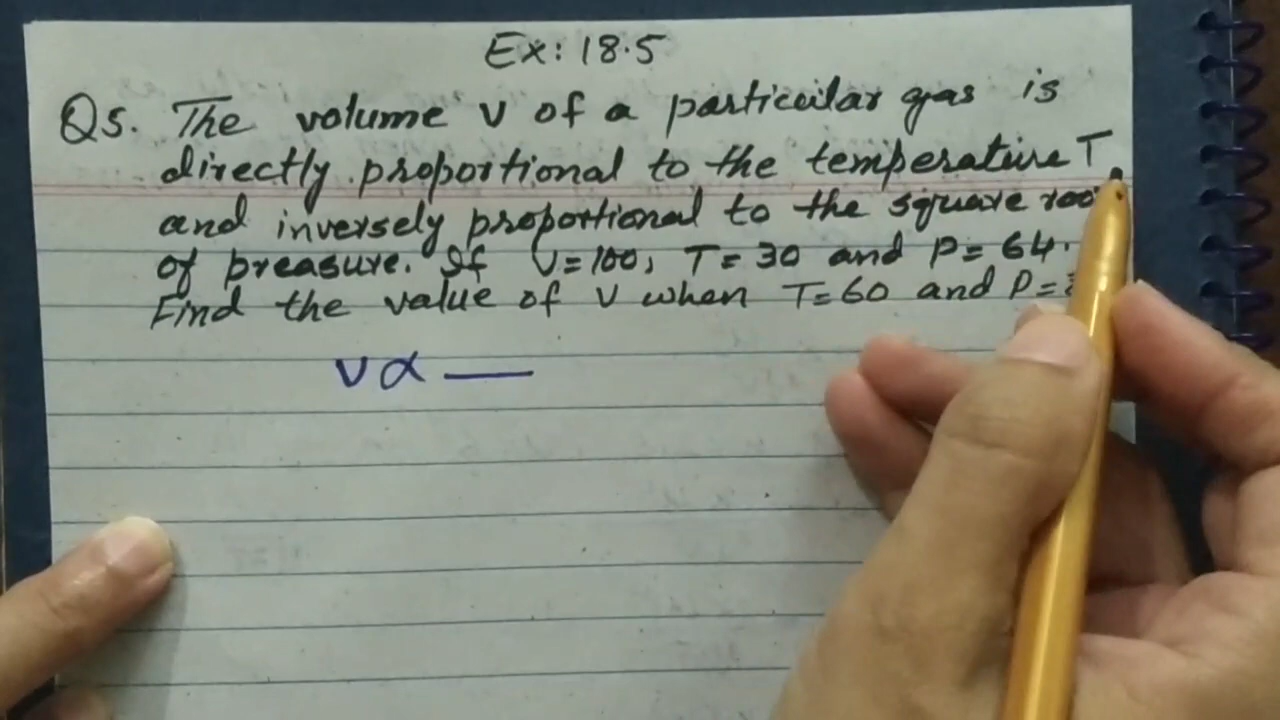 Ex: 18.5
Q5. The volume V of a particular gas is
directly proportional to the temperature T
and inversely proportional to the square
of preasure. If V=100, T=30 and P=64.
Find the value of V when T=60 and P=
V∝